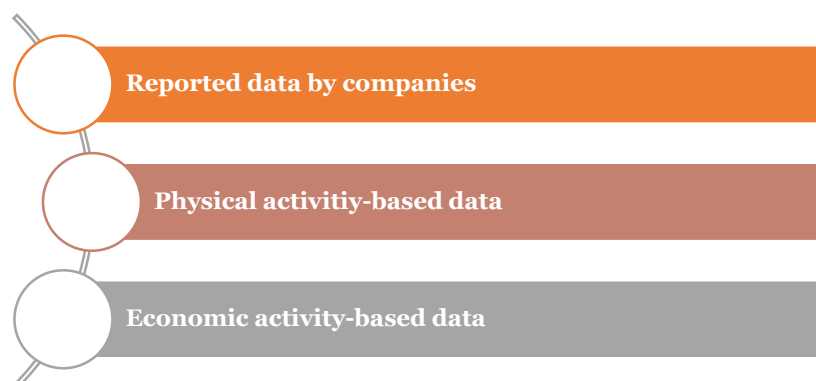 Reported data by companies
Physical activitiy-based data
Economic activity-based data